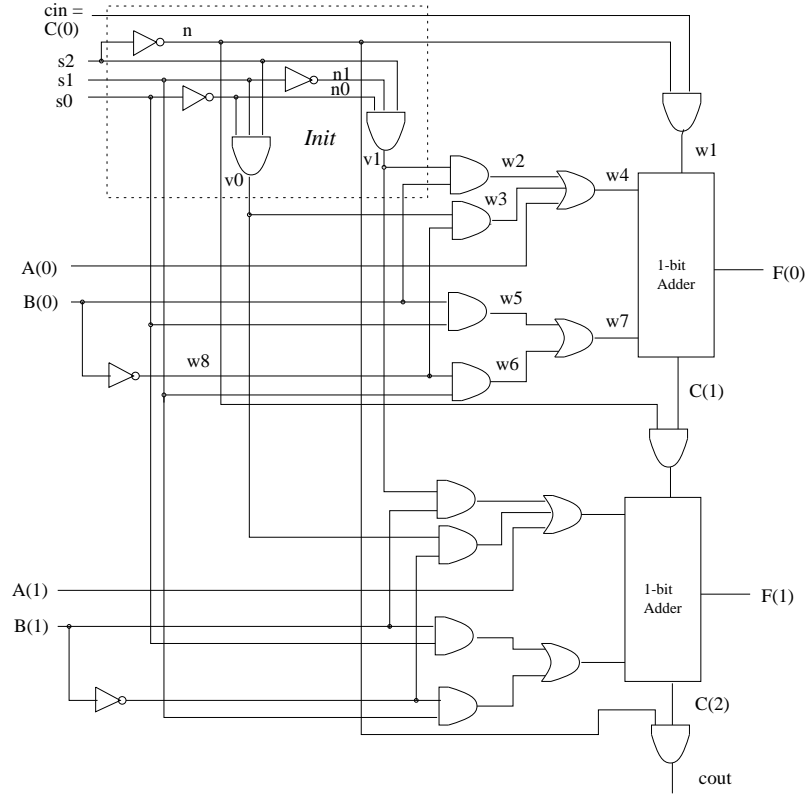 cin =
C(0)
n
s2
s1
n1
n0
s0
Init
w1
v1
w2
w4
v0
w3
A(0)
1-bit
Adder
F(0)
B(0)
w5
w7
w8
w6
C(1)
A(1)
1-bit
Adder
F(1)
B(1)
C(2)
cout